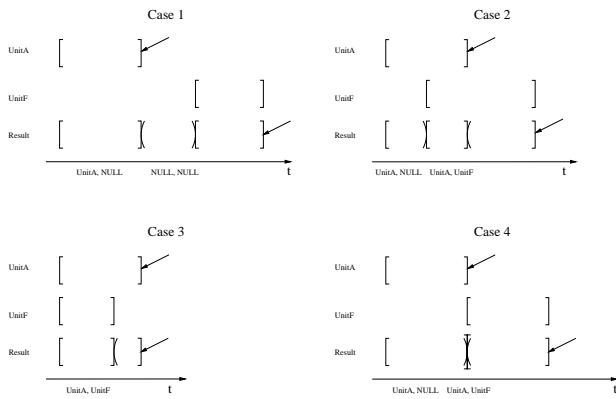 Case 1
UnitA
UnitF
Result
UnitA, NULL NULL, NULL t
Case 2
UnitA
UnitF
Result
UnitA, NULL UnitA, UnitF t
Case 3
UnitA
UnitF
Result
UnitA, UnitF t
Case 4
UnitA
UnitF
Result
UnitA, NULL UnitA, UnitF t